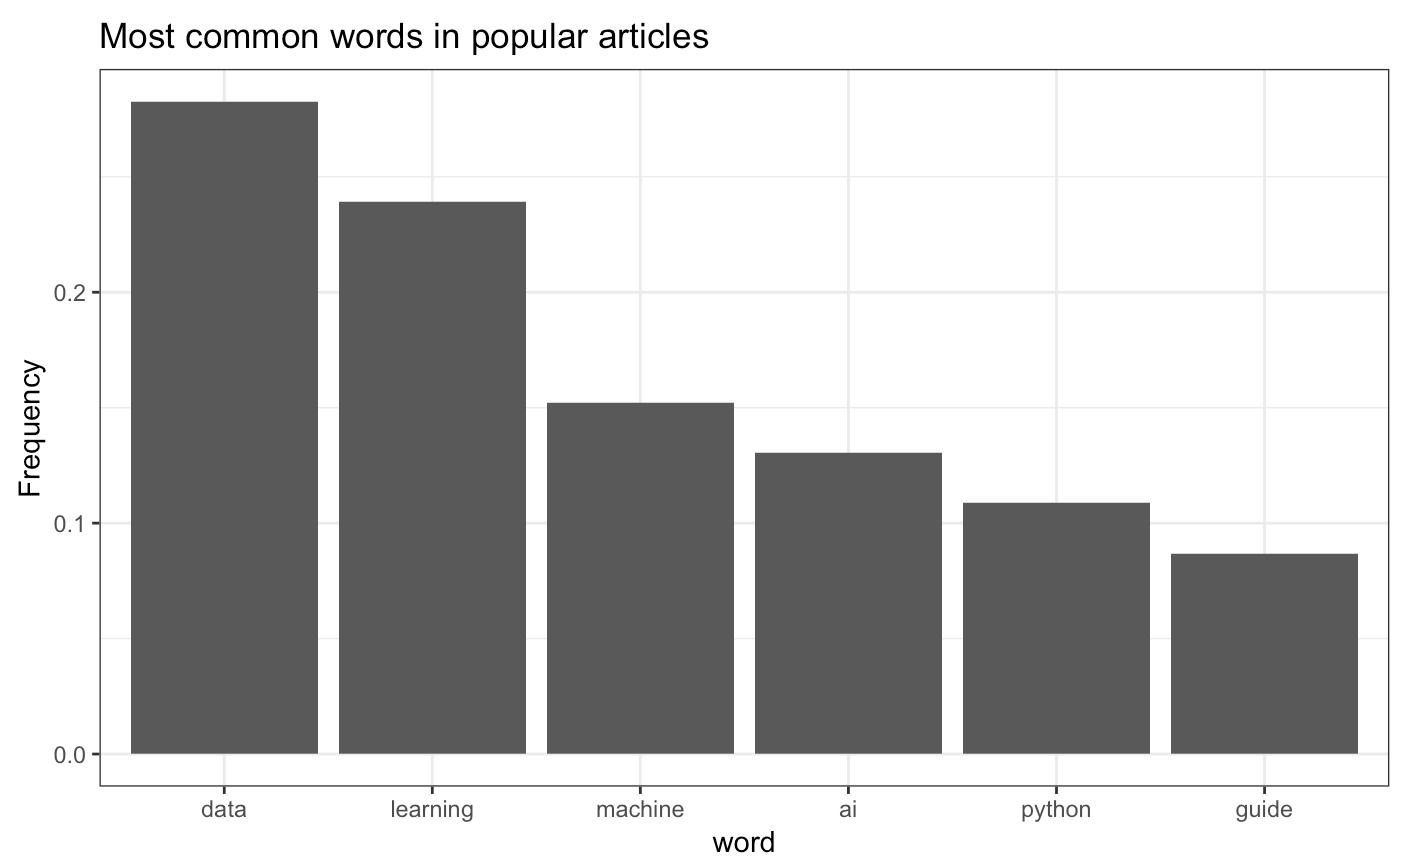 Most common words in popular articles
Frequency
0.2
0.1
0.0
data learning machine ai python guide
word